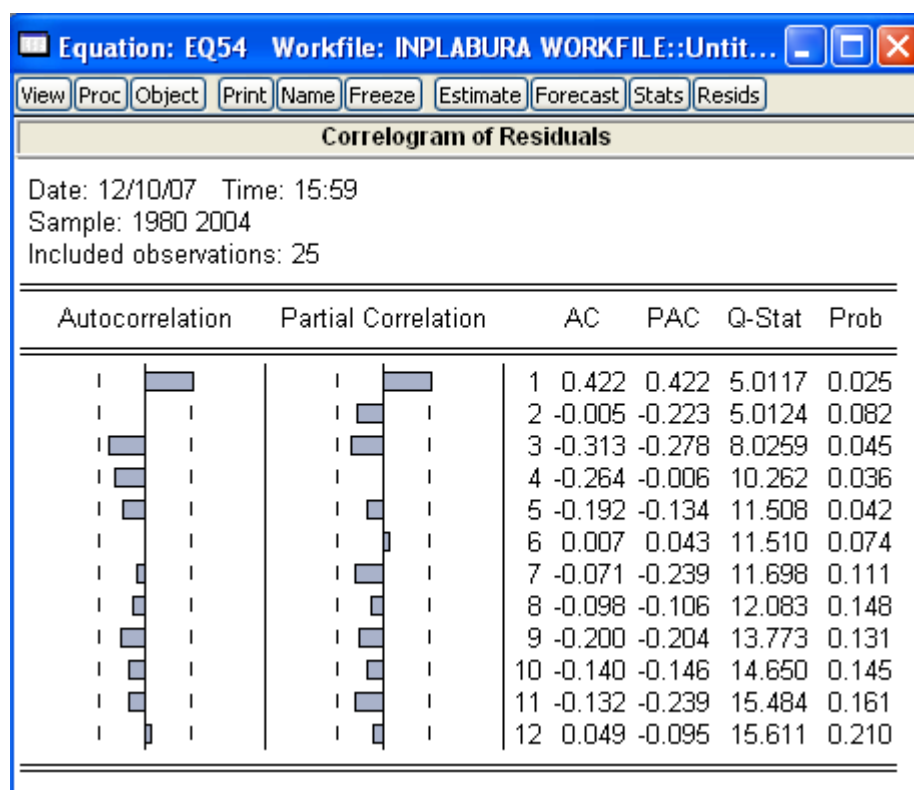 Equation: EQ54 Workfile: INPLABURA WORKFILE::Untit...
View Proc Object Print Name Freeze Estimate Forecast Stats Resids
Correlogram of Residuals
Date: 12/10/07 Time: 15:59
Sample: 1980 2004
Included observations: 25
Autocorrelation Partial Correlation AC PAC Q-Stat Prob
1 0.422 0.422 5.0117 0.025
2 -0.005 -0.223 5.0124 0.082
3 -0.313 -0.278 8.0259 0.045
4 -0.264 -0.006 10.262 0.036
5 -0.192 -0.134 11.508 0.042
6 0.007 0.043 11.510 0.074
7 -0.071 -0.239 11.698 0.111
8 -0.098 -0.106 12.083 0.148
9 -0.200 -0.204 13.773 0.131
10 -0.140 -0.146 14.650 0.145
11 -0.132 -0.239 15.484 0.161
12 0.049 -0.095 15.611 0.210